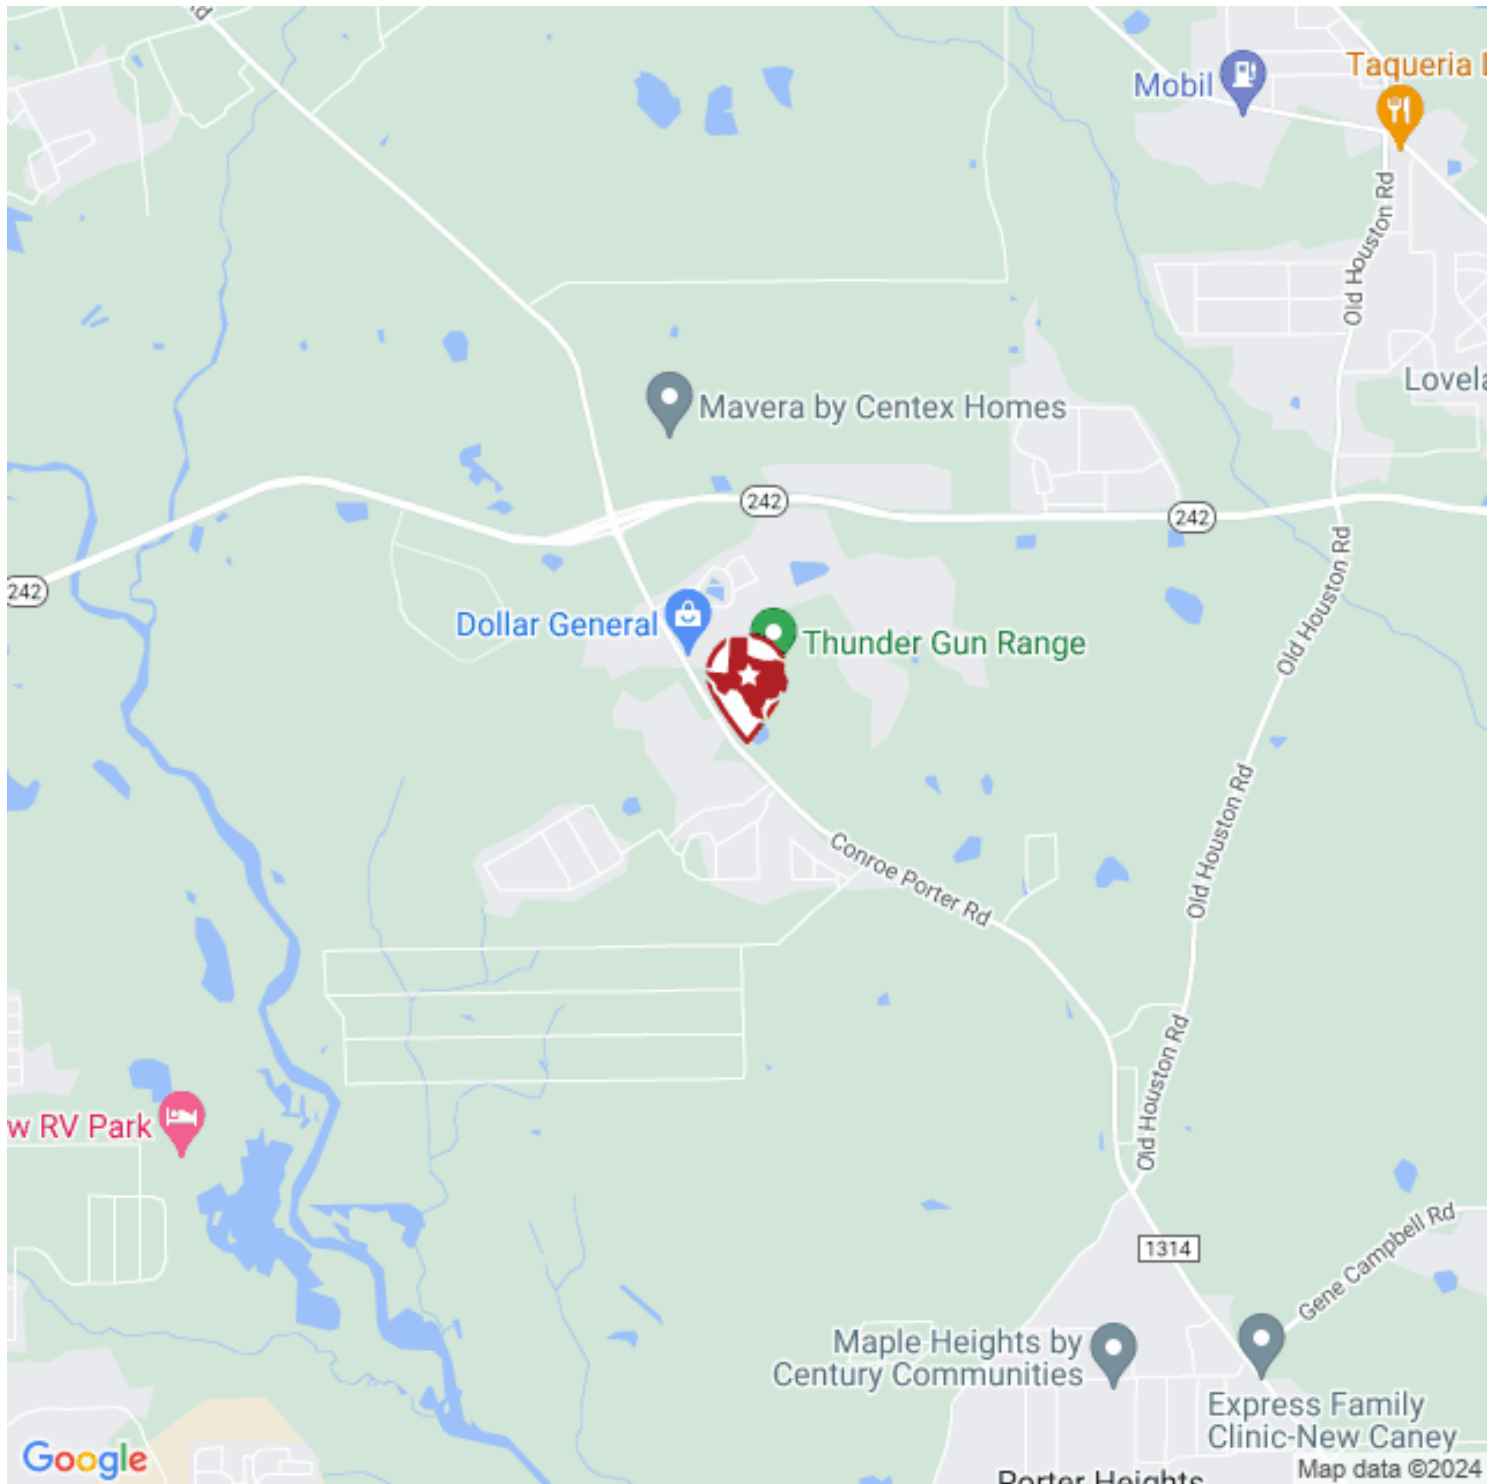 Mobil
Taqueria
Old Houston Rd
Mavera by Centex Homes
242
242
242
Old Houston Rd
Dollar General
Thunder Gun Range
Old Houston Rd
Conroe Porter Rd
Old Houston Rd
RV Park
1314
Gene Campbell Rd
Maple Heights by
Century Communities
Express Family
Clinic-New Caney
Google
Map data ©2024
Porter Heights